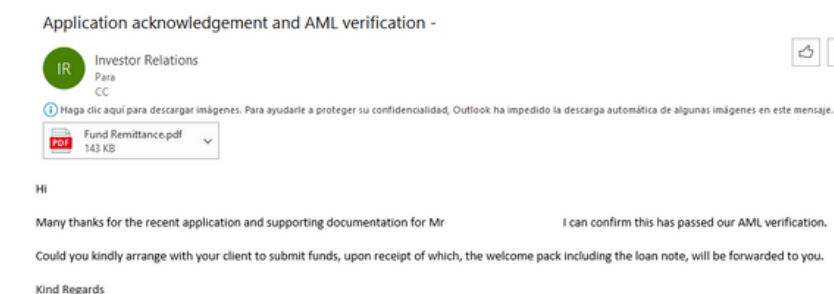 Application acknowledgement and AML verification -
IR
Investor Relations
Para
CC
Haga clic aquí para descargar imágenes. Para ayudarle a proteger su confidencialidad, Outlook ha impedido la descarga automática de algunas imágenes en este mensaje.
PDF
Fund Remittance.pdf
143 KB
Hi
Many thanks for the recent application and supporting documentation for Mr I can confirm this has passed our AML verification.
Could you kindly arrange with your client to submit funds, upon receipt of which, the welcome pack including the loan note, will be forwarded to you.
Kind Regards